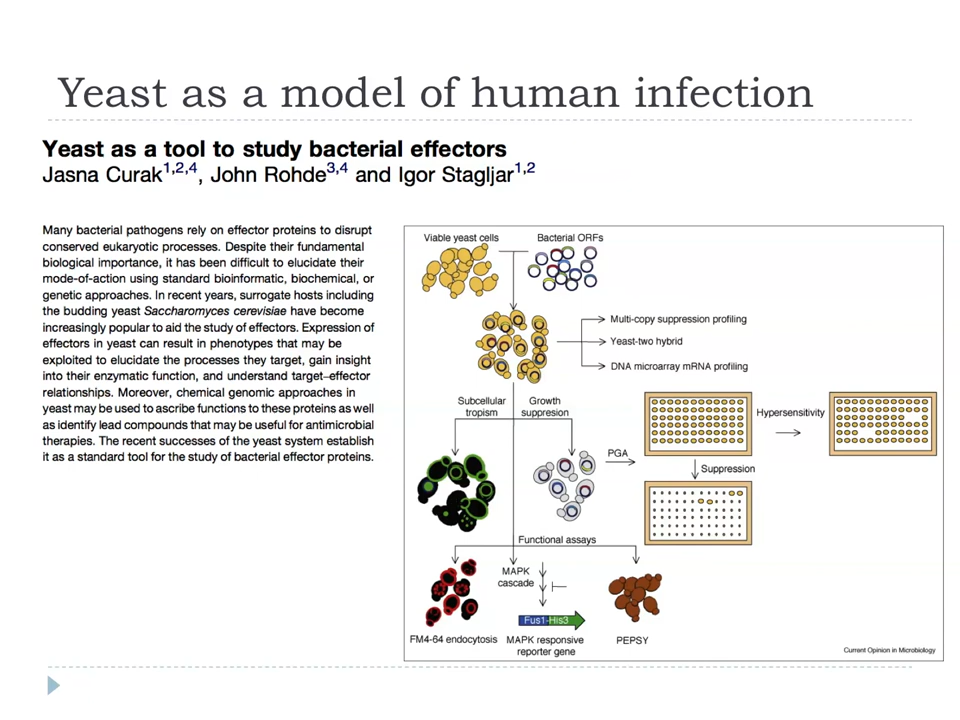 Yeast as a model of human infection
Yeast as a tool to study bacterial effectors
Jasna Curak1,2,4, John Rohde3,4 and Igor Stagljar1,2
Many bacterial pathogens rely on effector proteins to disrupt
conserved eukaryotic processes. Despite their fundamental
biological importance, it has been difficult to elucidate their
mode-of-action using standard bioinformatic, biochemical, or
genetic approaches. In recent years, surrogate hosts including
the budding yeast Saccharomyces cerevisiae have become
increasingly popular to aid the study of effectors. Expression of
effectors in yeast can result in phenotypes that may be
exploited to elucidate the processes they target, gain insight
into their enzymatic function, and understand target–effector
relationships. Moreover, chemical genomic approaches in
yeast may be used to ascribe functions to these proteins as well
as identify lead compounds that may be useful for antimicrobial
therapies. The recent successes of the yeast system establish
it as a standard tool for the study of bacterial effector proteins.
Viable yeast cells
Bacterial ORFs
Multi-copy suppression profiling
Yeast-two hybrid
DNA microarray mRNA profiling
Subcellular
tropism
Growth
suppresion
PGA
Hypersensitivity
Suppression
Functional assays
MAPK
cascade
Fus1-His3
FM4-64 endocytosis
MAPK responsive
reporter gene
PEPSY
Current Opinion in Microbiology